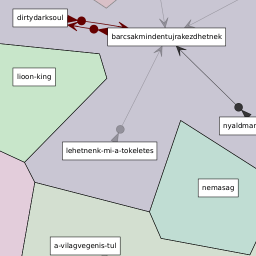 dirtydarksoul
barcsakmindentujrakezdhetnek
lioon-king
nyaldmar
lehetnenk-mi-a-tokeletes
nemasag
a-vilagvegenis-tul